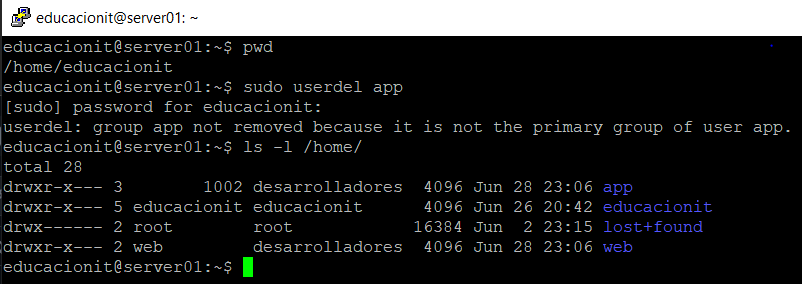 educacionit@server01: ~
educacionit@server01:~$ pwd
/home/educacionit
educacionit@server01:~$ sudo userdel app
[sudo] password for educacionit:
userdel: group app not removed because it is not the primary group of user app.
educacionit@server01:~$ ls -l /home/
total 28
drwxr-x--- 3        1002 desarrolladores  4096 Jun 28 23:06 app
drwxr-x--- 5 educacionit educacionit      4096 Jun 26 20:42 educacionit
drwx------ 2 root        root            16384 Jun  2 23:15 lost+found
drwxr-x--- 2 web         desarrolladores  4096 Jun 28 23:06 web
educacionit@server01:~$